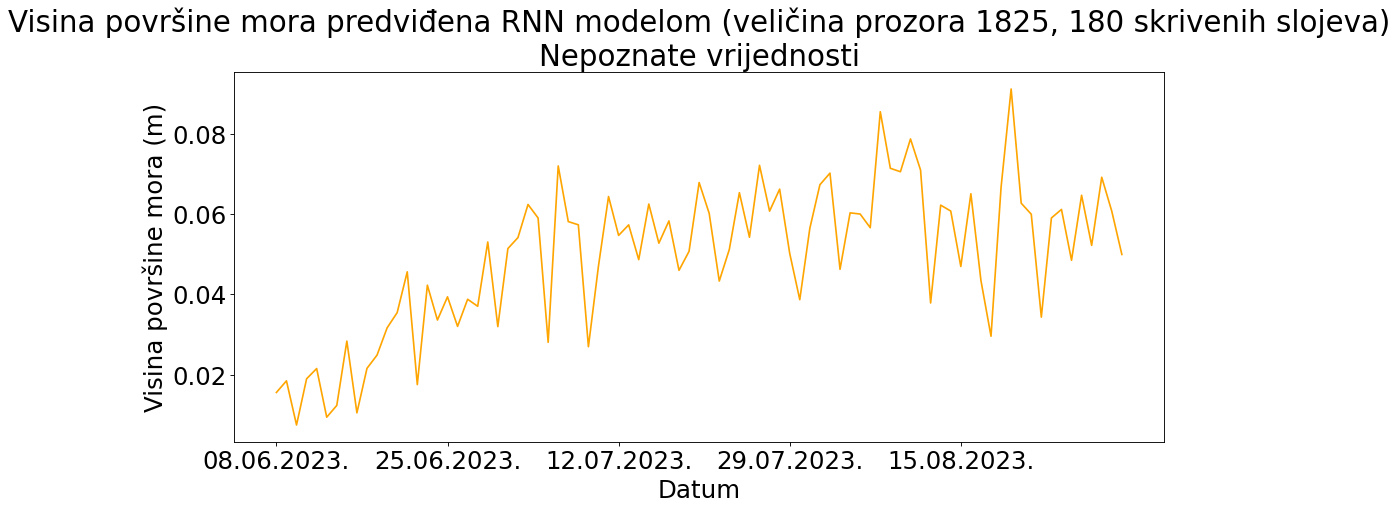 Visina površine mora predviđena RNN modelom (veličina prozora 1825, 180 skrivenih slojeva)
Nepoznate vrijednosti
Visina površine mora (m)
0.08
0.06
0.04
0.02
08.06.2023. 25.06.2023. 12.07.2023. 29.07.2023. 15.08.2023.
Datum